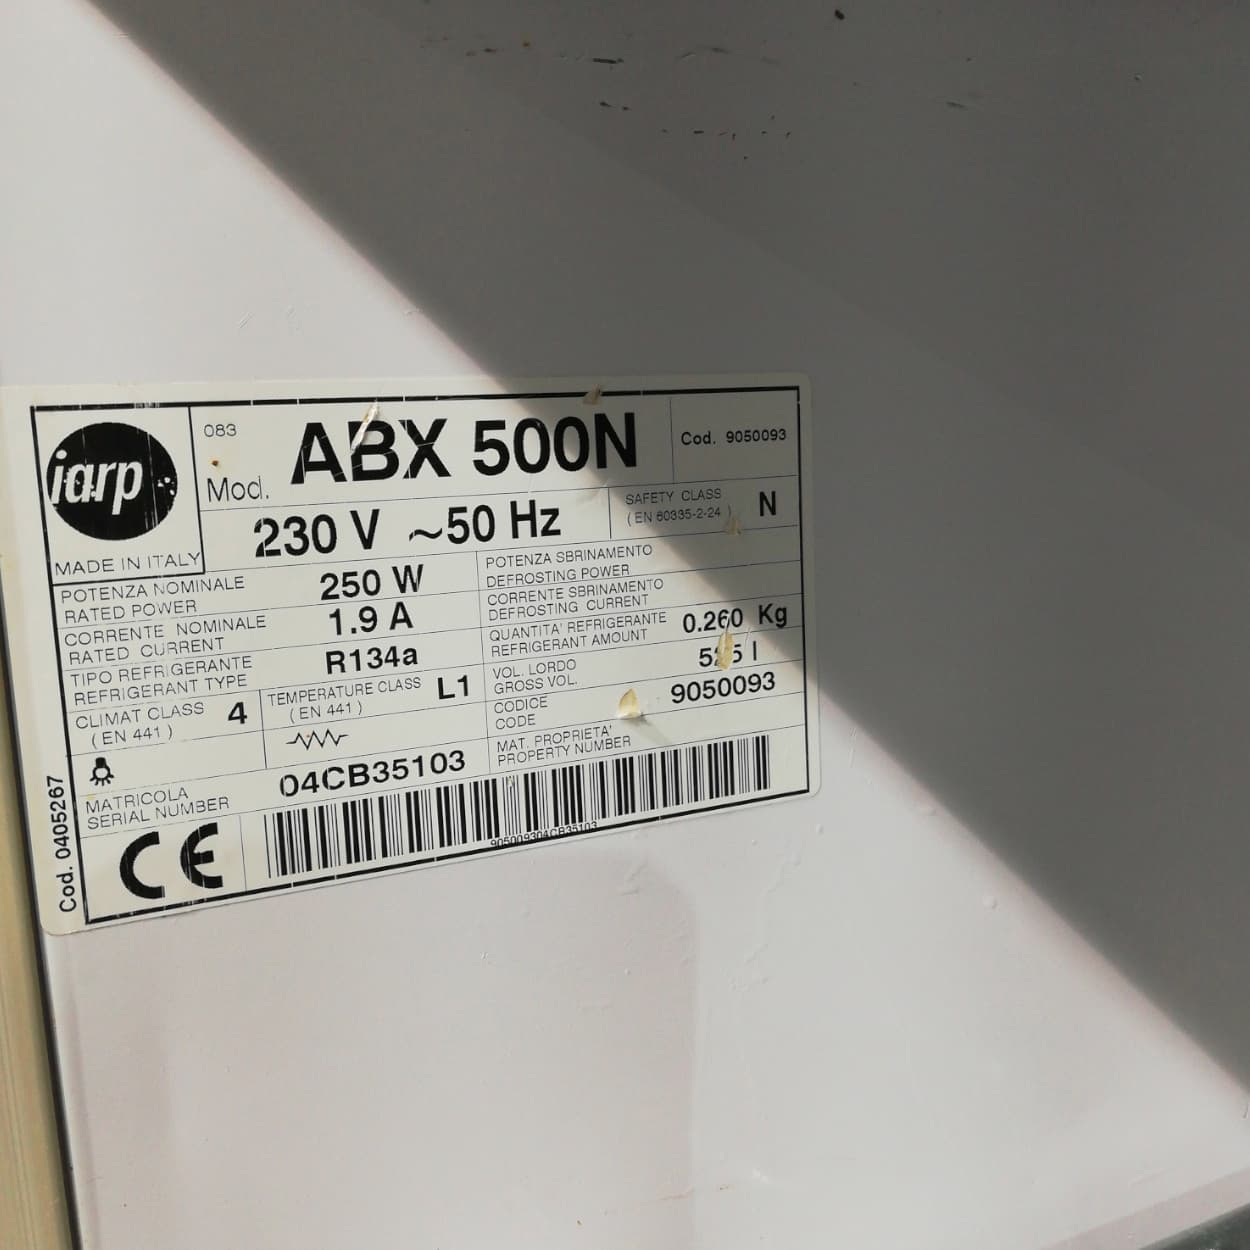 iarp
MADE IN ITALY
083
Mod. ABX 500N
Cod. 9050093
230 V ~50 Hz
SAFETY CLASS
(EN 60335-2-24) N
POTENZA NOMINALE
RATED POWER 250 W
POTENZA SBRINAMENTO
DEFROSTING POWER
CORRENTE NOMINALE
RATED CURRENT 1.9 A
CORRENTE SBRINAMENTO
DEFROSTING CURRENT
TIPO REFRIGERANTE
REFRIGERANT TYPE R134a
QUANTITA' REFRIGERANTE
REFRIGERANT AMOUNT 0.260 Kg
CLIMAT CLASS
(EN 441) 4
TEMPERATURE CLASS
(EN 441) L1
VOL. LORDO
GROSS VOL. l
CODICE
CODE 9050093
MATRICOLA
SERIAL NUMBER 04CB35103
MAT. PROPRIETA'
PROPERTY NUMBER
CE
905009304CB35103
Cod. 0405267